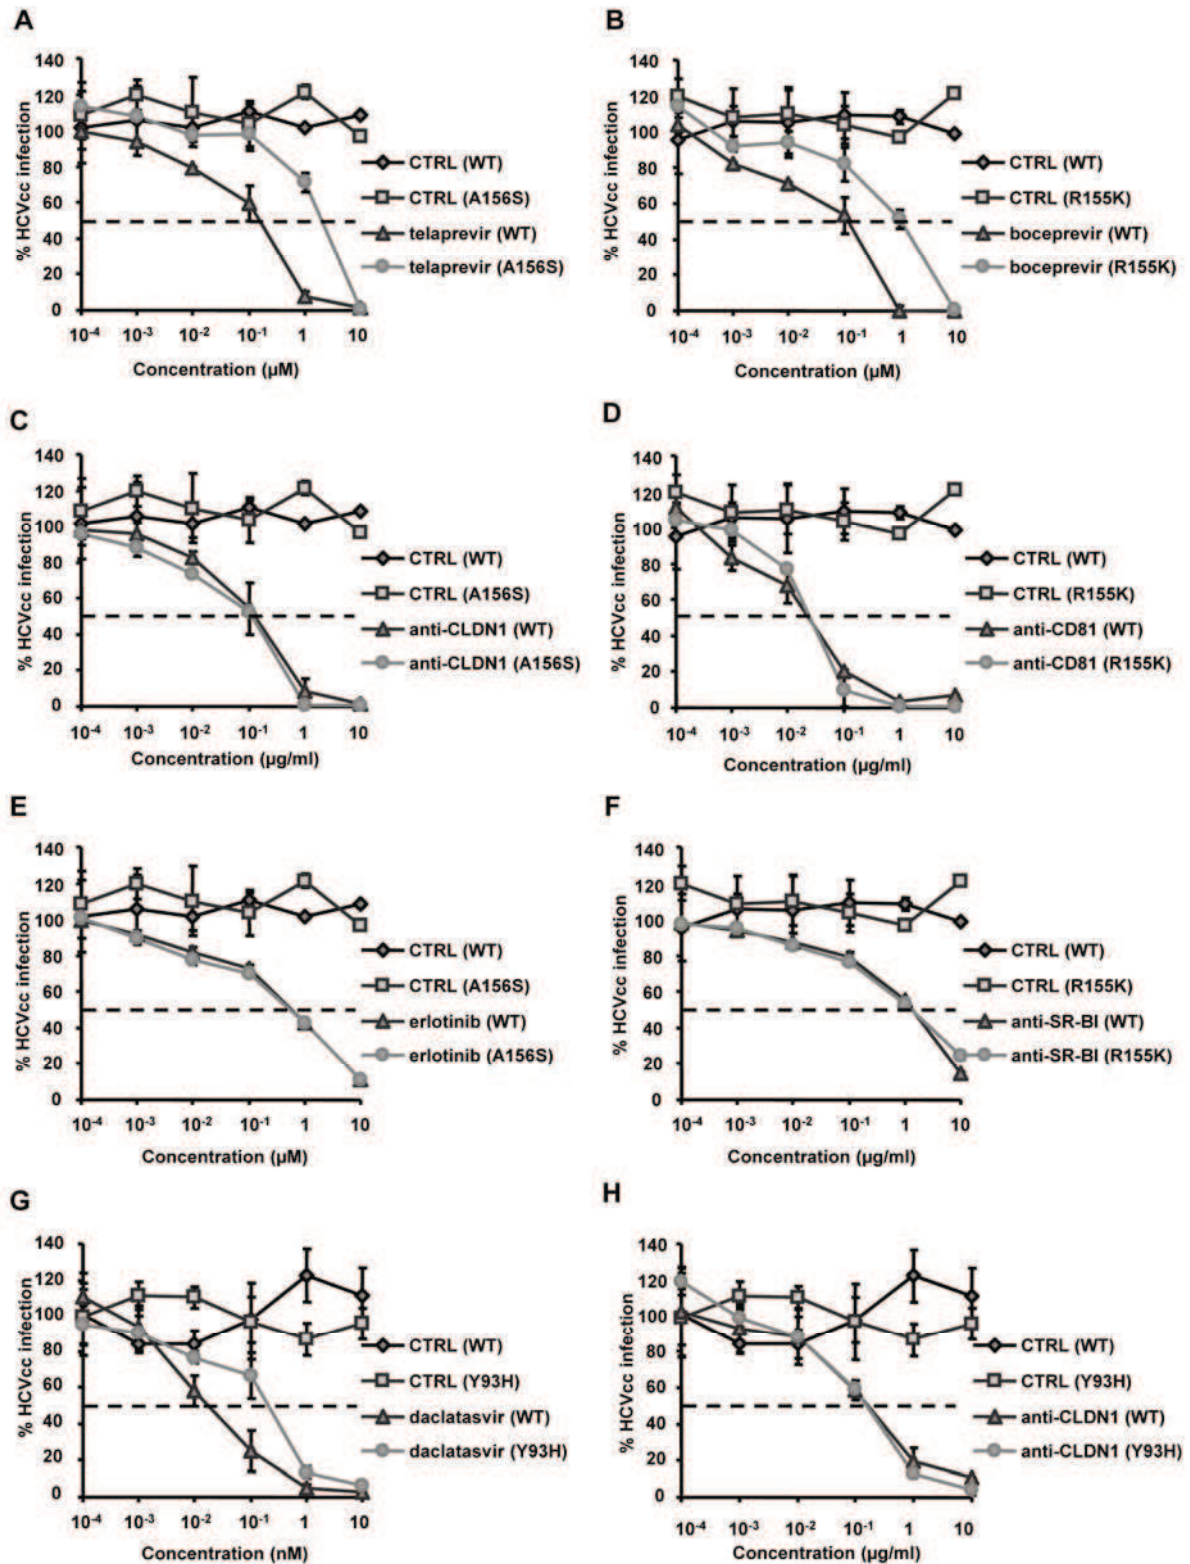 A
% HCVcc infection
140
120
100
80
60
40
20
0
CTRL (WT)
CTRL (A156S)
telaprevir (WT)
telaprevir (A156S)
10-4 10-3 10-2 10-1 1 10
Concentration (µM)
B
% HCVcc infection
140
120
100
80
60
40
20
0
CTRL (WT)
CTRL (R155K)
boceprevir (WT)
boceprevir (R155K)
10-4 10-3 10-2 10-1 1 10
Concentration (µM)
C
% HCVcc infection
140
120
100
80
60
40
20
0
CTRL (WT)
CTRL (A156S)
anti-CLDN1 (WT)
anti-CLDN1 (A156S)
10-4 10-3 10-2 10-1 1 10
Concentration (µg/ml)
D
% HCVcc infection
140
120
100
80
60
40
20
0
CTRL (WT)
CTRL (R155K)
anti-CD81 (WT)
anti-CD81 (R155K)
10-4 10-3 10-2 10-1 1 10
Concentration (µg/ml)
E
% HCVcc infection
140
120
100
80
60
40
20
0
CTRL (WT)
CTRL (A156S)
erlotinib (WT)
erlotinib (A156S)
10-4 10-3 10-2 10-1 1 10
Concentration (µM)
F
% HCVcc infection
140
120
100
80
60
40
20
0
CTRL (WT)
CTRL (R155K)
anti-SR-BI (WT)
anti-SR-BI (R155K)
10-4 10-3 10-2 10-1 1 10
Concentration (µg/ml)
G
% HCVcc infection
140
120
100
80
60
40
20
0
CTRL (WT)
CTRL (Y93H)
daclatasvir (WT)
daclatasvir (Y93H)
10-4 10-3 10-2 10-1 1 10
Concentration (nM)
H
% HCVcc infection
140
120
100
80
60
40
20
0
CTRL (WT)
CTRL (Y93H)
anti-CLDN1 (WT)
anti-CLDN1 (Y93H)
10-4 10-3 10-2 10-1 1 10
Concentration (µg/ml)